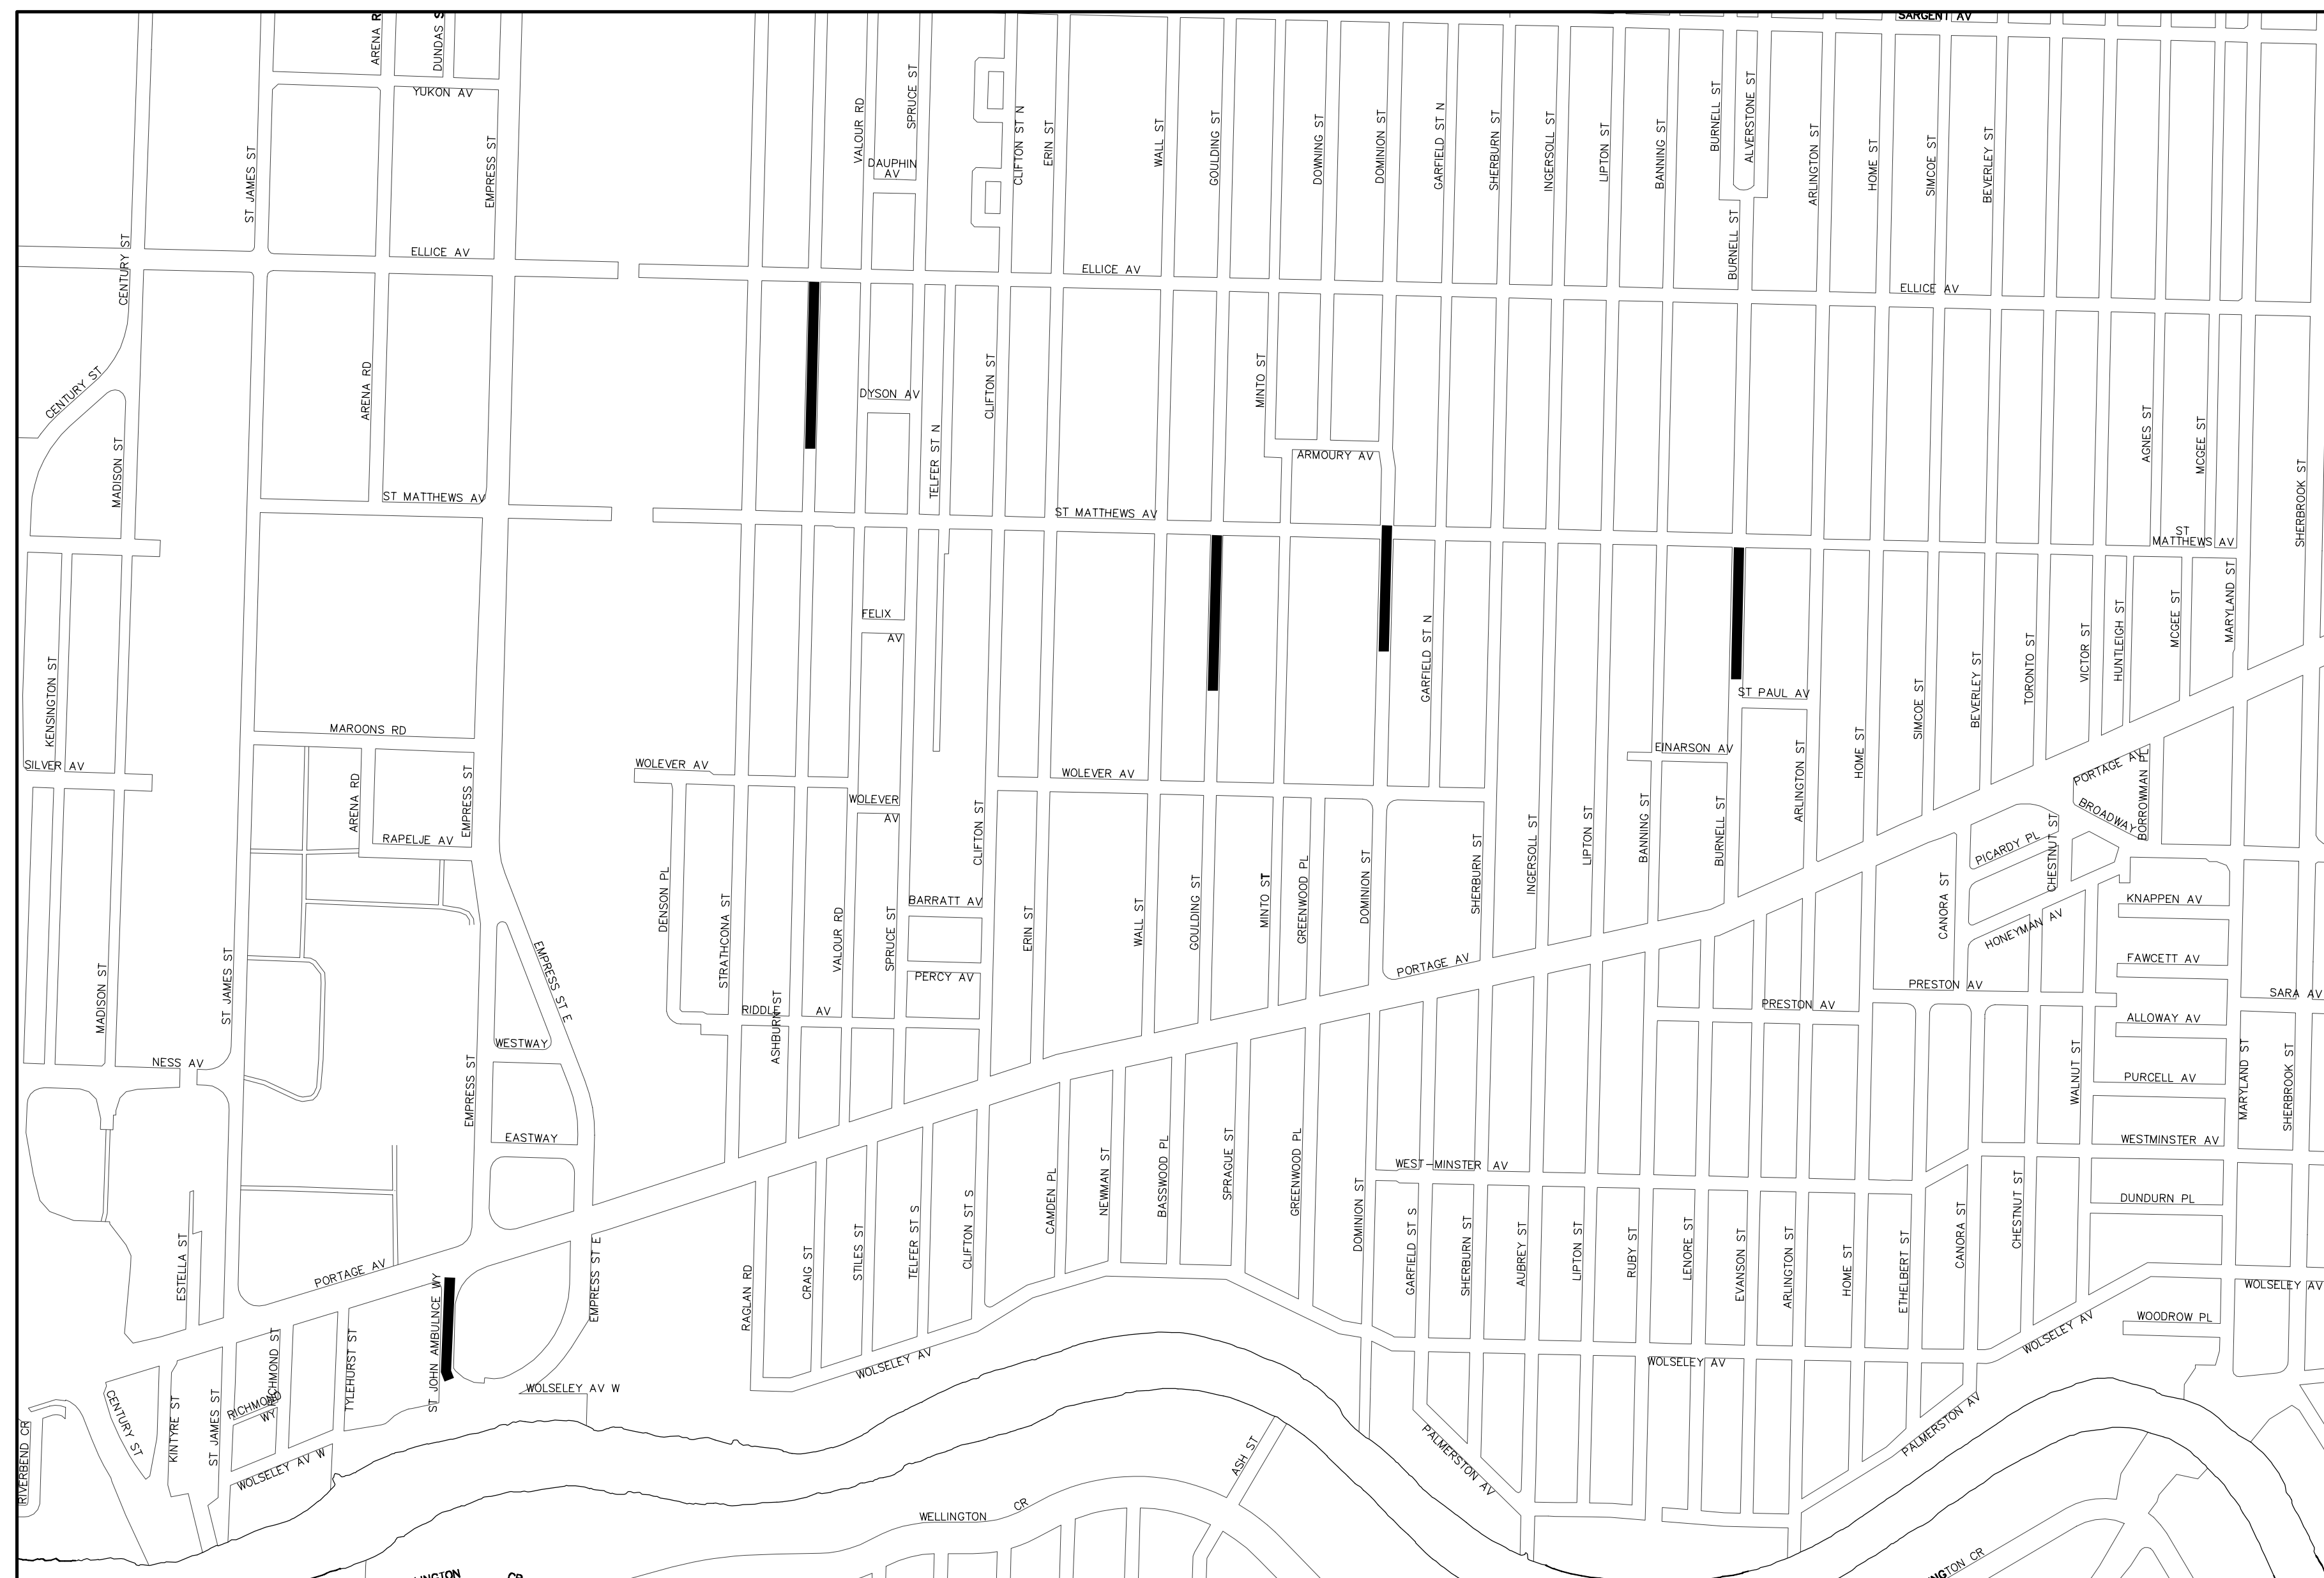 ARENA R
DUNDAS S
SARGENT AV
YUKON AV
ST JAMES ST
EMPRESS ST
VALOUR RD
SPRUCE ST
DAUPHIN
AV
CLIFTON ST N
ERIN ST
WALL ST
GOULDING ST
DOWNING ST
DOMINION ST
GARFIELD ST N
SHERBURN ST
INGERSOLL ST
LIPTON ST
BANNING ST
BURNELL ST
ALVERSTONE ST
ARLINGTON ST
HOME ST
SIMCOE ST
BEVERLEY ST
BURNELL ST
CENTURY ST
CENTURY ST
ELLICE AV
ELLICE AV
ELLICE AV
CENTURY ST
MADISON ST
ARENA RD
DYSON AV
CLIFTON ST
TELFER ST N
MINTO ST
ARMOURY AV
AGNES ST
MCGEE ST
SHERBROOK ST
ST MATTHEWS AV
ST MATTHEWS AV
ST
MATTHEWS AV
KENSINGTON ST
FELIX
AV
GARFIELD ST N
ST PAUL AV
SIMCOE ST
BEVERLEY ST
TORONTO ST
VICTOR ST
HUNTLEIGH ST
MCGEE ST
MARYLAND ST
MAROONS RD
SILVER AV
WOLEVER AV
WOLEVER AV
EINARSON AV
ARENA RD
EMPRESS ST
RAPELJE AV
WOLEVER
AV
CLIFTON ST
SHERBURN ST
INGERSOLL ST
LIPTON ST
BANNING ST
BURNELL ST
ARLINGTON ST
HOME ST
PORTAGE AV
BROADWAY
BORROWMAN PL
PICARDY PL
CHESTNUT ST
DENSON PL
STRATHCONA ST
VALOUR RD
SPRUCE ST
BARRATT AV
ERIN ST
WALL ST
GOULDING ST
MINTO ST
GREENWOOD PL
DOMINION ST
CANORA ST
HONEYMAN AV
KNAPPEN AV
MADISON ST
ST JAMES ST
EMPRESS ST E
PERCY AV
PORTAGE AV
FAWCETT AV
PRESTON AV
PRESTON AV
SARA AV
RIDDLE
AV
ASHBURN ST
ALLOWAY AV
NESS AV
WESTWAY
EMPRESS ST
WALNUT ST
PURCELL AV
MARYLAND ST
SHERBROOK ST
EASTWAY
WESTMINSTER AV
WEST-MINSTER AV
DUNDURN PL
CAMDEN PL
NEWMAN ST
BASSWOOD PL
SPRAGUE ST
GREENWOOD PL
DOMINION ST
ESTELLA ST
PORTAGE AV
ST JOHN AMBULNCE WY
EMPRESS ST E
RAGLAN RD
CRAIG ST
STILES ST
TELFER ST S
CLIFTON ST S
GARFIELD ST S
SHERBURN ST
AUBREY ST
LIPTON ST
RUBY ST
LENORE ST
EVANSON ST
ARLINGTON ST
HOME ST
ETHELBERT ST
CANORA ST
CHESTNUT ST
WOLSELEY AV
WOODROW PL
WOLSELEY AV
WOLSELEY AV
WOLSELEY AV
WOLSELEY AV W
CENTURY ST
KINTYRE ST
ST JAMES ST
RICHMOND ST
RICHMOND
WY
TYLEHURST ST
WOLSELEY AV W
RIVERBEND CR
PALMERSTON AV
PALMERSTON AV
ASH ST
WELLINGTON
CR
NGTON CR
INGTON
CR